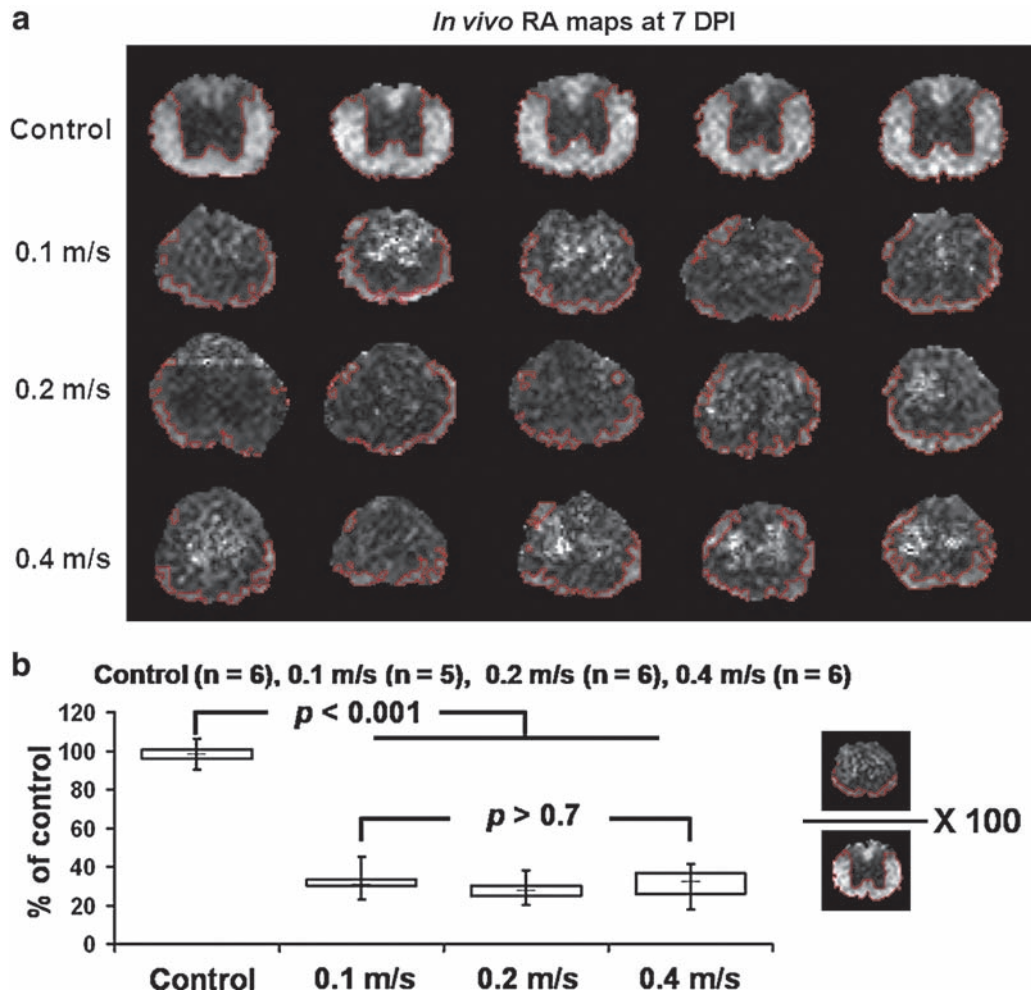 a
In vivo RA maps at 7 DPI
Control
0.1 m/s
0.2 m/s
0.4 m/s
b
Control (n = 6), 0.1 m/s (n = 5), 0.2 m/s (n = 6), 0.4 m/s (n = 6)
% of control
120
100
80
60
40
20
0
p < 0.001
p > 0.7
X 100
Control
0.1 m/s
0.2 m/s
0.4 m/s